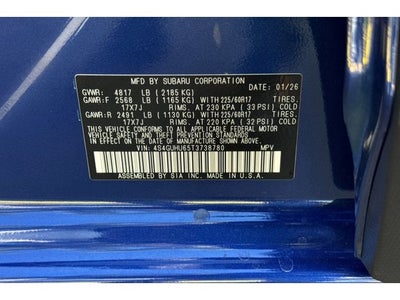 MFD. BY SUBARU CORPORATION DATE: 01/26
GVWR: 4817 LB (2185 KG)
GAWR:F 2568 LB (1165 KG) WITH 225/60R17 TIRES.
17X7J RIMS. AT 230 KPA (33 PSI) COLD
GAWR:R 2491 LB (1130 KG) WITH 225/60R17 TIRES.
17X7J RIMS. AT 220 KPA (32 PSI) COLD
THIS VEHICLE CONFORMS TO ALL APPLICABLE FEDERAL
MOTOR VEHICLE SAFETY AND BUMPER STANDARDS
IN EFFECT ON THE DATE OF MANUFACTURE SHOWN
ABOVE.
VIN: 4S4GUHU65T3738780 MPV
ASSEMBLED BY SIA INC. MADE IN U.S.A.